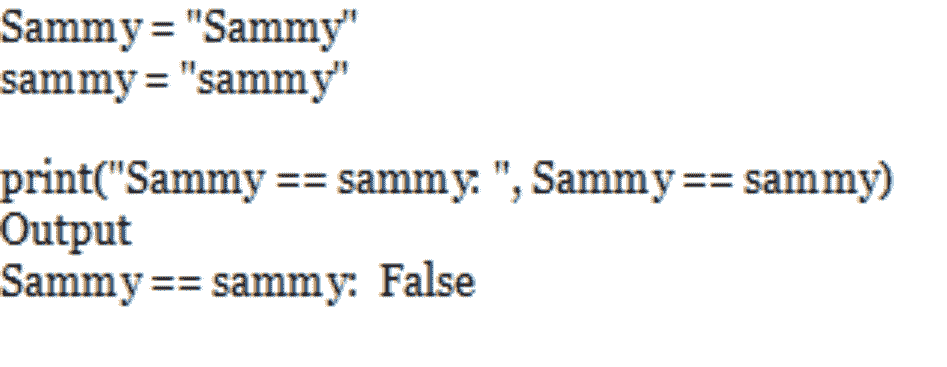 Sammy = "Sammy"
sammy = "sammy"
print("Sammy == sammy: ", Sammy == sammy)
Output
Sammy == sammy:  False